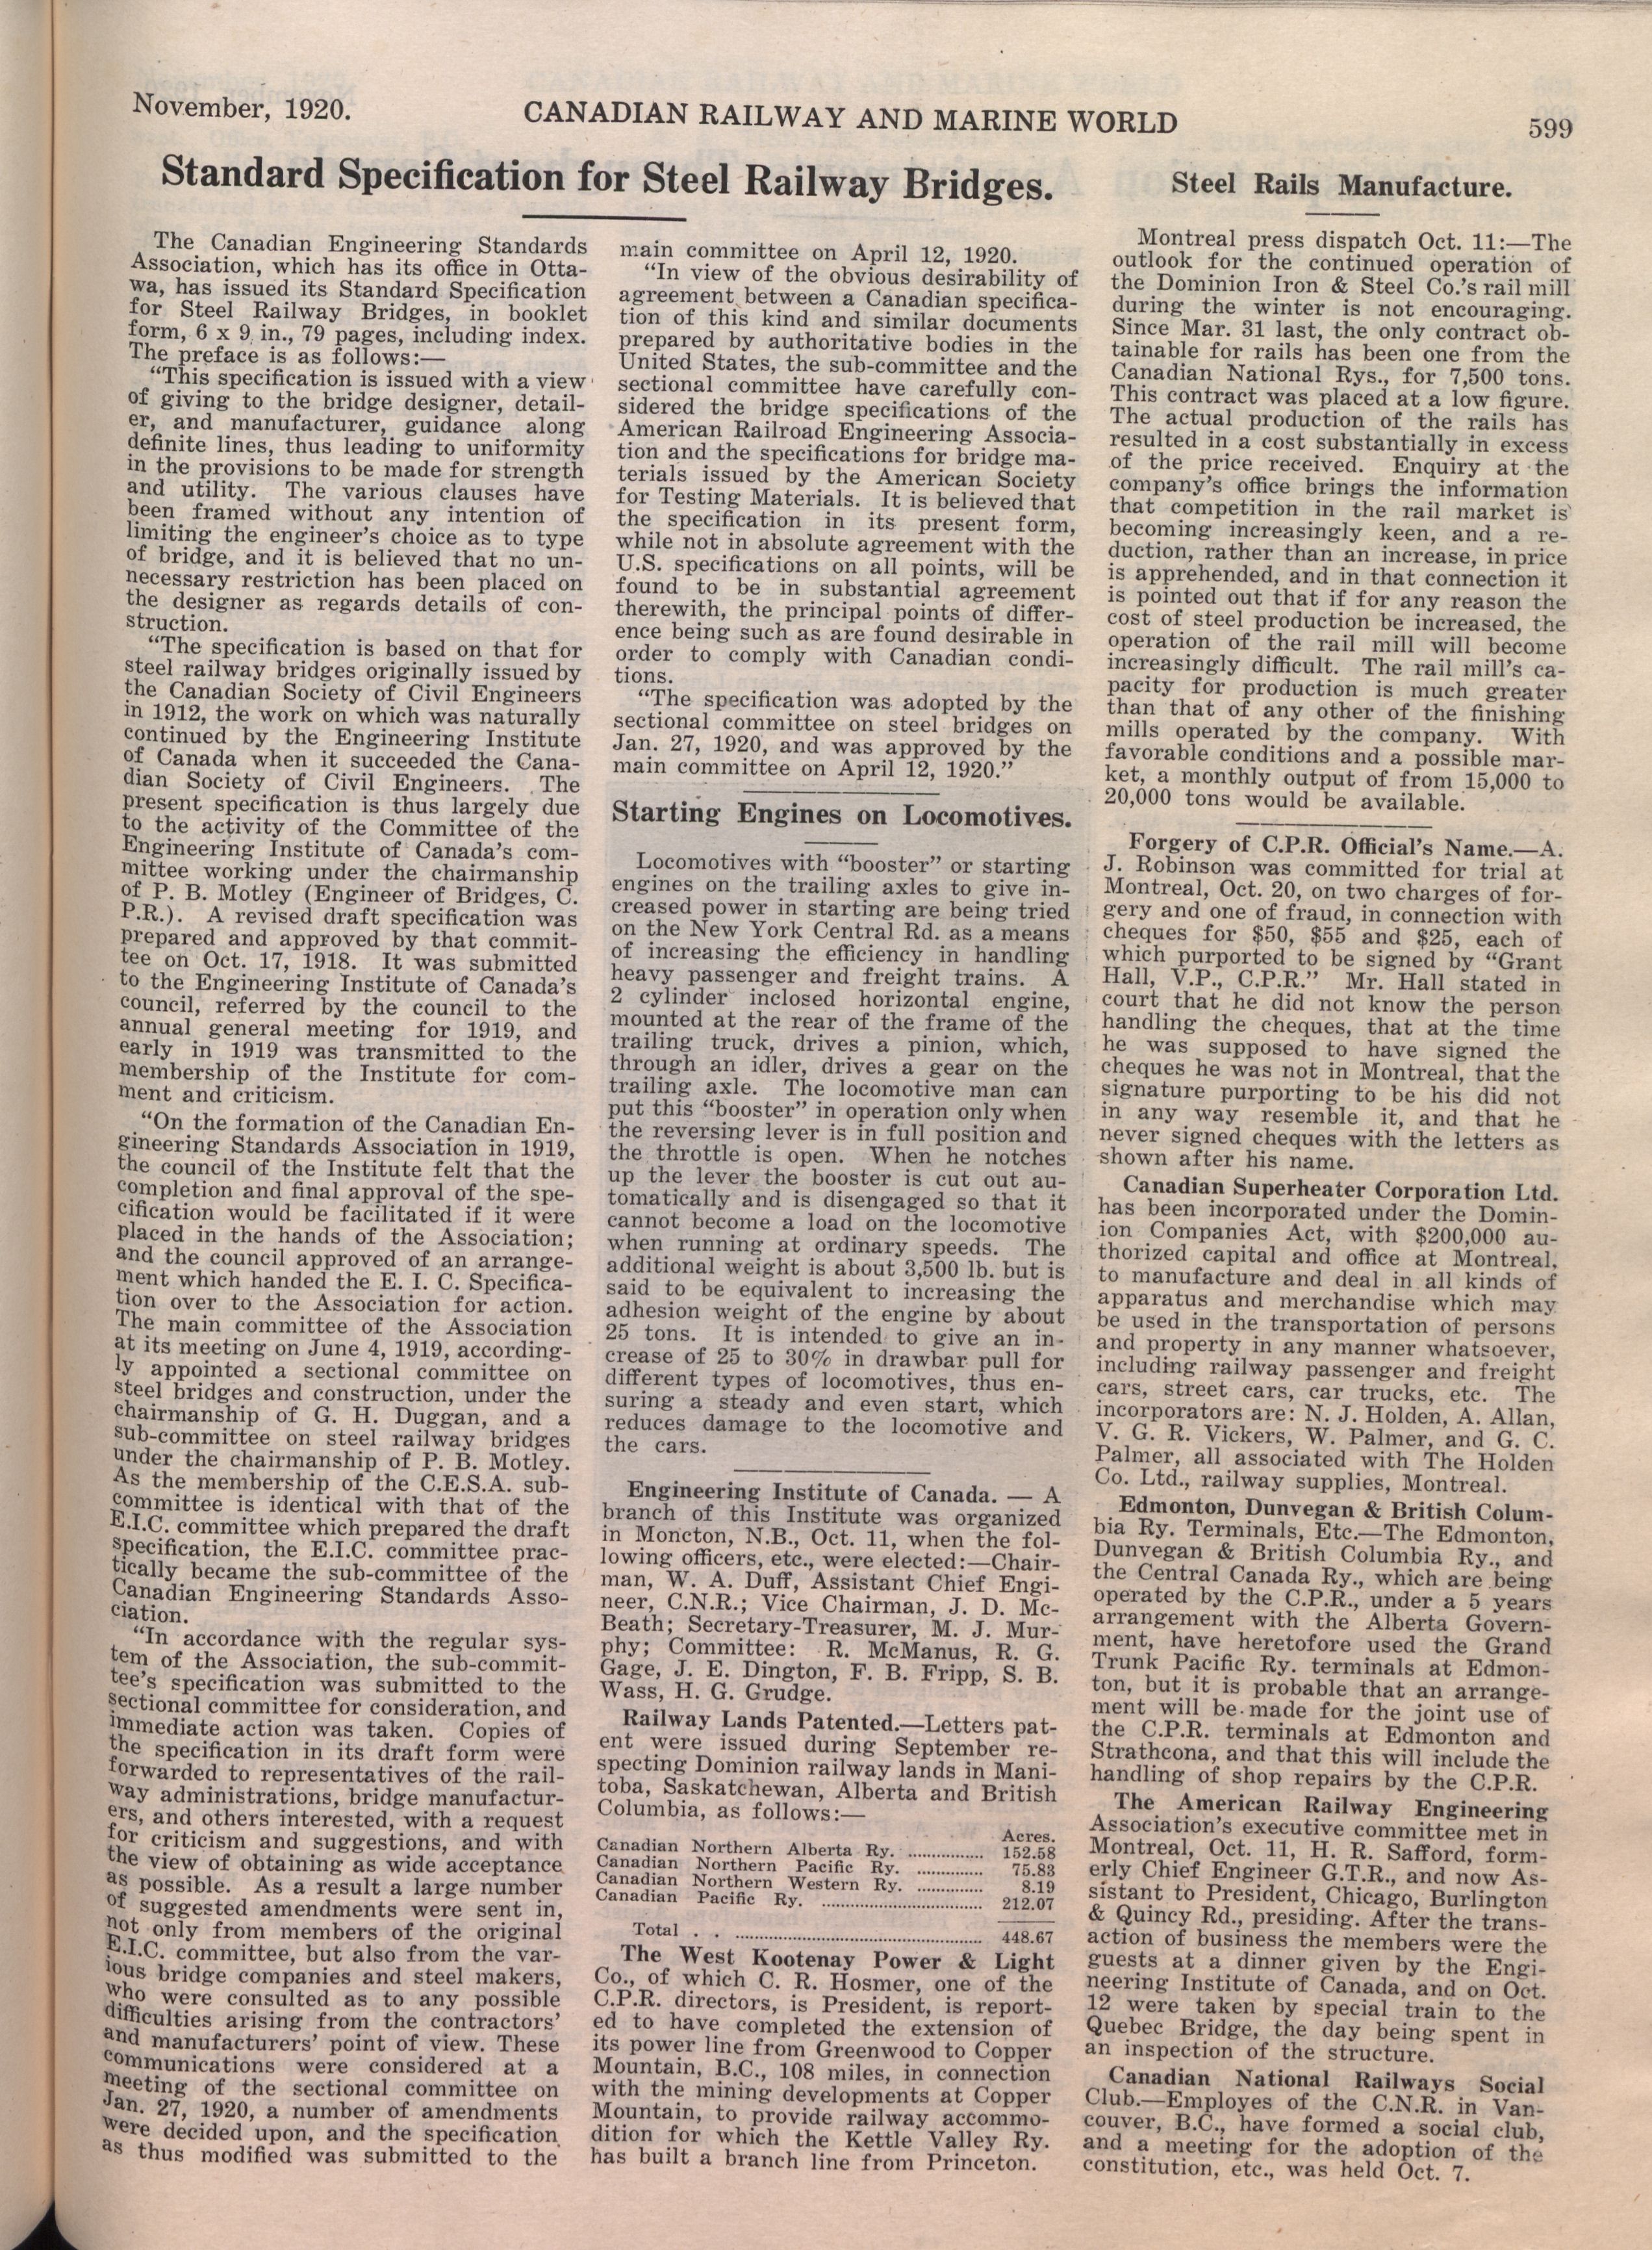 November, 1920.
CANADIAN RAILWAY AND MARINE WORLD
599
Standard Specification for Steel Railway Bridges.
The Canadian Engineering Standards
Association, which has its office in Otta-
wa, has issued its Standard Specification
for Steel Railway Bridges, in booklet
form, 6 x 9 in., 79 pages, including index.
The preface is as follows:—
“This specification is issued with a view
of giving to the bridge designer, detail-
er, and manufacturer, guidance along
definite lines, thus leading to uniformity
in the provisions to be made for strength
and utility. The various clauses have
been framed without any intention of
limiting the engineer's choice as to type
of bridge, and it is believed that no un-
necessary restriction has been placed on
the designer as regards details of con-
struction.
“The specification is based on that for
steel railway bridges originally issued by
the Canadian Society of Civil Engineers
in 1912, the work on which was naturally
continued by the Engineering Institute
of Canada when it succeeded the Cana-
dian Society of Civil Engineers. The
present specification is thus largely due
to the activity of the Committee of the
Engineering Institute of Canada's com-
mittee working under the chairmanship
of P. B. Motley (Engineer of Bridges, C.
P.R.). A revised draft specification was
prepared and approved by that commit-
tee on Oct. 17, 1918. It was submitted
to the Engineering Institute of Canada's
council, referred by the council to the
annual general meeting for 1919, and
early in 1919 was transmitted to the
membership of the Institute for com-
ment and criticism.
“On the formation of the Canadian En-
gineering Standards Association in 1919,
the council of the Institute felt that the
completion and final approval of the spe-
cification would be facilitated if it were
placed in the hands of the Association;
and the council approved of an arrange-
ment which handed the E. I. C. Specifica-
tion over to the Association for action.
The main committee of the Association
at its meeting on June 4, 1919, according-
ly appointed a sectional committee on
steel bridges and construction, under the
chairmanship of G. H. Duggan, and a
sub-committee on steel railway bridges
under the chairmanship of P. B. Motley.
As the membership of the C.E.S.A. sub-
committee is identical with that of the
E.I.C. committee which prepared the draft
specification, the E.I.C. committee prac-
tically became the sub-committee of the
Canadian Engineering Standards Asso-
ciation.
“In accordance with the regular sys-
tem of the Association, the sub-commit-
tee's specification was submitted to the
sectional committee for consideration, and
immediate action was taken. Copies of
the specification in its draft form were
forwarded to representatives of the rail-
way administrations, bridge manufactur-
ers, and others interested, with a request
for criticism and suggestions, and with
the view of obtaining as wide acceptance
as possible. As a result a large number
of suggested amendments were sent in,
not only from members of the original
E.I.C. committee, but also from the var-
ious bridge companies and steel makers,
who were consulted as to any possible
difficulties arising from the contractors'
and manufacturers' point of view. These
communications were considered at a
meeting of the sectional committee on
Jan. 27, 1920, a number of amendments
were decided upon, and the specification
as thus modified was submitted to the
main committee on April 12, 1920.
“In view of the obvious desirability of
agreement between a Canadian specifica-
tion of this kind and similar documents
prepared by authoritative bodies in the
United States, the sub-committee and the
sectional committee have carefully con-
sidered the bridge specifications of the
American Railroad Engineering Associa-
tion and the specifications for bridge ma-
terials issued by the American Society
for Testing Materials. It is believed that
the specification in its present form,
while not in absolute agreement with the
U.S. specifications on all points, will be
found to be in substantial agreement
therewith, the principal points of differ-
ence being such as are found desirable in
order to comply with Canadian condi-
tions.
“The specification was adopted by the
sectional committee on steel bridges on
Jan. 27, 1920, and was approved by the
main committee on April 12, 1920.”
Starting Engines on Locomotives.
Locomotives with “booster” or starting
engines on the trailing axles to give in-
creased power in starting are being tried
on the New York Central Rd. as a means
of increasing the efficiency in handling
heavy passenger and freight trains. A
2 cylinder inclosed horizontal engine,
mounted at the rear of the frame of the
trailing truck, drives a pinion, which,
through an idler, drives a gear on the
trailing axle. The locomotive man can
put this “booster” in operation only when
the reversing lever is in full position and
the throttle is open. When he notches
up the lever the booster is cut out au-
tomatically and is disengaged so that it
cannot become a load on the locomotive
when running at ordinary speeds. The
additional weight is about 3,500 lb. but is
said to be equivalent to increasing the
adhesion weight of the engine by about
25 tons. It is intended to give an in-
crease of 25 to 30% in drawbar pull for
different types of locomotives, thus en-
suring a steady and even start, which
reduces damage to the locomotive and
the cars.
Engineering Institute of Canada. — A
branch of this Institute was organized
in Moncton, N.B., Oct. 11, when the fol-
lowing officers, etc., were elected:—Chair-
man, W. A. Duff, Assistant Chief Engi-
neer, C.N.R.; Vice Chairman, J. D. Mc-
Beath; Secretary-Treasurer, M. J. Mur-
phy; Committee: R. McManus, R. G.
Gage, J. E. Dington, F. B. Fripp, S. B.
Wass, H. G. Grudge.
Railway Lands Patented.—Letters pat-
ent were issued during September re-
specting Dominion railway lands in Mani-
toba, Saskatchewan, Alberta and British
Columbia, as follows:—
Acres.
Canadian Northern Alberta Ry. ............... 152.58
Canadian Northern Pacific Ry. ............. 75.83
Canadian Northern Western Ry. ............. 8.19
Canadian Pacific Ry. ................................ 212.07
Total . . ................................................. 448.67
The West Kootenay Power & Light
Co., of which C. R. Hosmer, one of the
C.P.R. directors, is President, is report-
ed to have completed the extension of
its power line from Greenwood to Copper
Mountain, B.C., 108 miles, in connection
with the mining developments at Copper
Mountain, to provide railway accommo-
dition for which the Kettle Valley Ry.
has built a branch line from Princeton.
Steel Rails Manufacture.
Montreal press dispatch Oct. 11:—The
outlook for the continued operation of
the Dominion Iron & Steel Co.'s rail mill
during the winter is not encouraging.
Since Mar. 31 last, the only contract ob-
tainable for rails has been one from the
Canadian National Rys., for 7,500 tons.
This contract was placed at a low figure.
The actual production of the rails has
resulted in a cost substantially in excess
of the price received. Enquiry at the
company's office brings the information
that competition in the rail market is
becoming increasingly keen, and a re-
duction, rather than an increase, in price
is apprehended, and in that connection it
is pointed out that if for any reason the
cost of steel production be increased, the
operation of the rail mill will become
increasingly difficult. The rail mill's ca-
pacity for production is much greater
than that of any other of the finishing
mills operated by the company. With
favorable conditions and a possible mar-
ket, a monthly output of from 15,000 to
20,000 tons would be available.
Forgery of C.P.R. Official's Name.—A.
J. Robinson was committed for trial at
Montreal, Oct. 20, on two charges of for-
gery and one of fraud, in connection with
cheques for $50, $55 and $25, each of
which purported to be signed by “Grant
Hall, V.P., C.P.R.” Mr. Hall stated in
court that he did not know the person
handling the cheques, that at the time
he was supposed to have signed the
cheques he was not in Montreal, that the
signature purporting to be his did not
in any way resemble it, and that he
never signed cheques with the letters as
shown after his name.
Canadian Superheater Corporation Ltd.
has been incorporated under the Domin-
ion Companies Act, with $200,000 au-
thorized capital and office at Montreal,
to manufacture and deal in all kinds of
apparatus and merchandise which may
be used in the transportation of persons
and property in any manner whatsoever,
including railway passenger and freight
cars, street cars, car trucks, etc. The
incorporators are: N. J. Holden, A. Allan,
V. G. R. Vickers, W. Palmer, and G. C.
Palmer, all associated with The Holden
Co. Ltd., railway supplies, Montreal.
Edmonton, Dunvegan & British Colum-
bia Ry. Terminals, Etc.—The Edmonton,
Dunvegan & British Columbia Ry., and
the Central Canada Ry., which are being
operated by the C.P.R., under a 5 years
arrangement with the Alberta Govern-
ment, have heretofore used the Grand
Trunk Pacific Ry. terminals at Edmon-
ton, but it is probable that an arrange-
ment will be made for the joint use of
the C.P.R. terminals at Edmonton and
Strathcona, and that this will include the
handling of shop repairs by the C.P.R.
The American Railway Engineering
Association's executive committee met in
Montreal, Oct. 11, H. R. Safford, form-
erly Chief Engineer G.T.R., and now As-
sistant to President, Chicago, Burlington
& Quincy Rd., presiding. After the trans-
action of business the members were the
guests at a dinner given by the Engi-
neering Institute of Canada, and on Oct.
12 were taken by special train to the
Quebec Bridge, the day being spent in
an inspection of the structure.
Canadian National Railways Social
Club.—Employes of the C.N.R. in Van-
couver, B.C., have formed a social club,
and a meeting for the adoption of the
constitution, etc., was held Oct. 7.